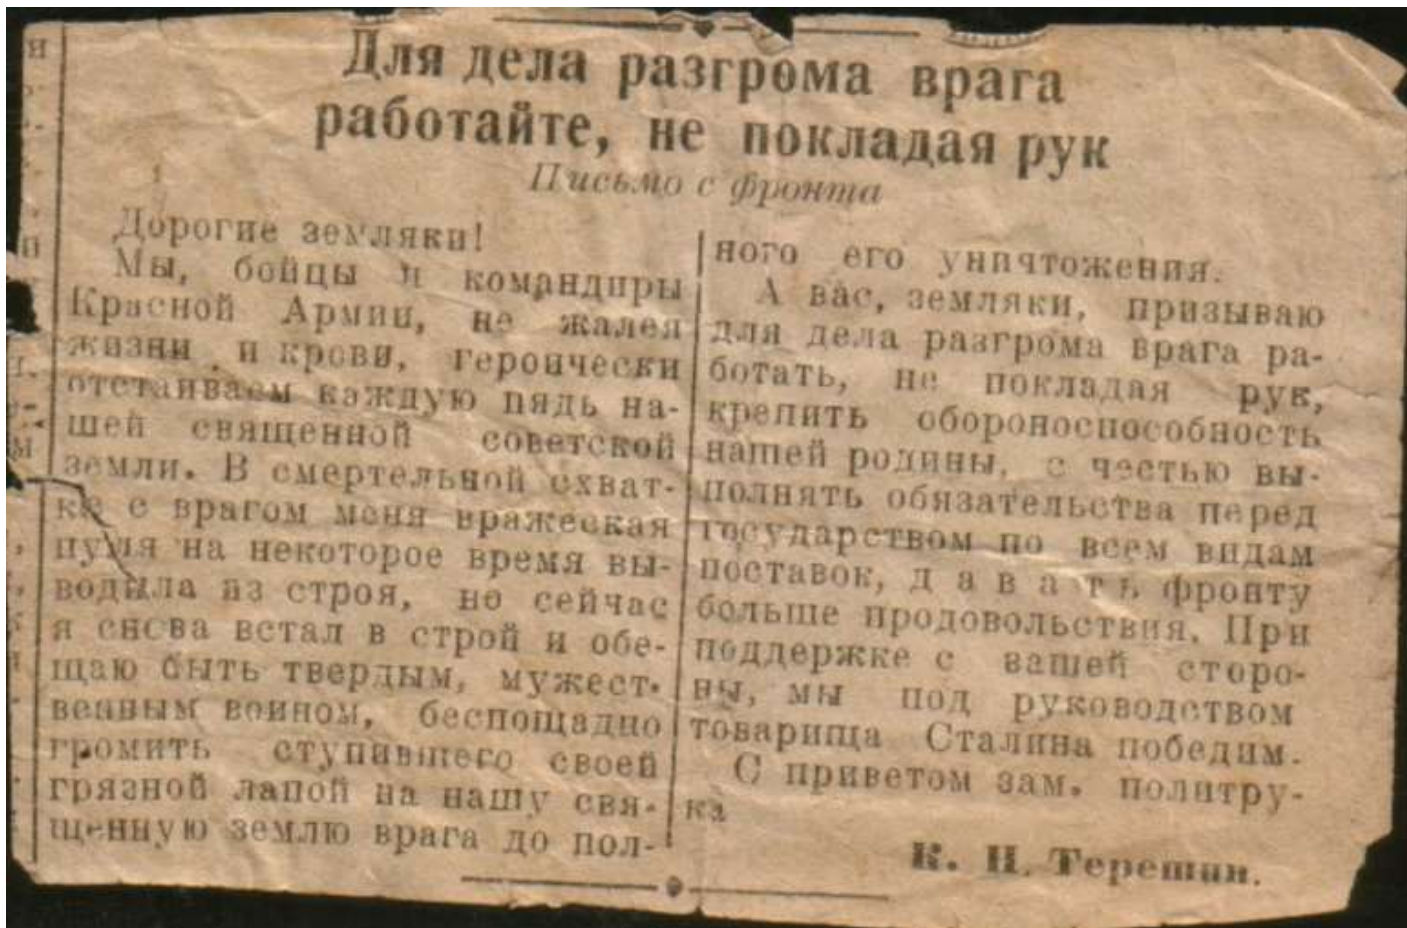 Для дела разгрома врага
работайте, не покладая рук
Письмо с фронта
Дорогие земляки!
Мы, бойцы и командиры
Красной Армии, не жалея
жизни и крови, героически
отстаиваем каждую пядь на-
шей священной советской
земли. В смертельной схват-
ке с врагом меня вражеская
пуля на некоторое время вы-
водила из строя, но сейчас
я снова встал в строй и обе-
щаю быть твердым, мужест-
венным воином, беспощадно
громить ступившего своей
грязной лапой на нашу свя-
щенную землю врага до пол-
ного его уничтожения.
А вас, земляки, призываю
для дела разгрома врага ра-
ботать, не покладая рук,
крепить обороноспособность
нашей родины, с честью вы-
полнять обязательства перед
государством по всем видам
поставок, давать фронту
больше продовольствия. При
поддержке с вашей сторо-
ны, мы под руководством
товарища Сталина победим.
С приветом зам. политру-
ка
К. И. Терешин.